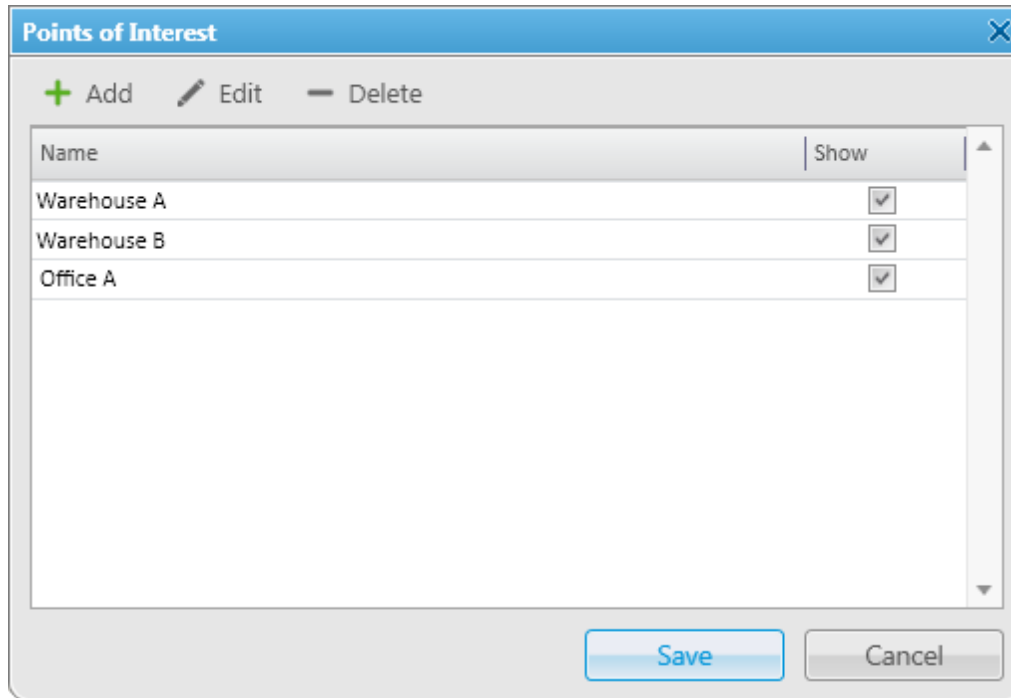 Points of Interest
Add Edit Delete
Name Show
Warehouse A
Warehouse B
Office A
Save Cancel